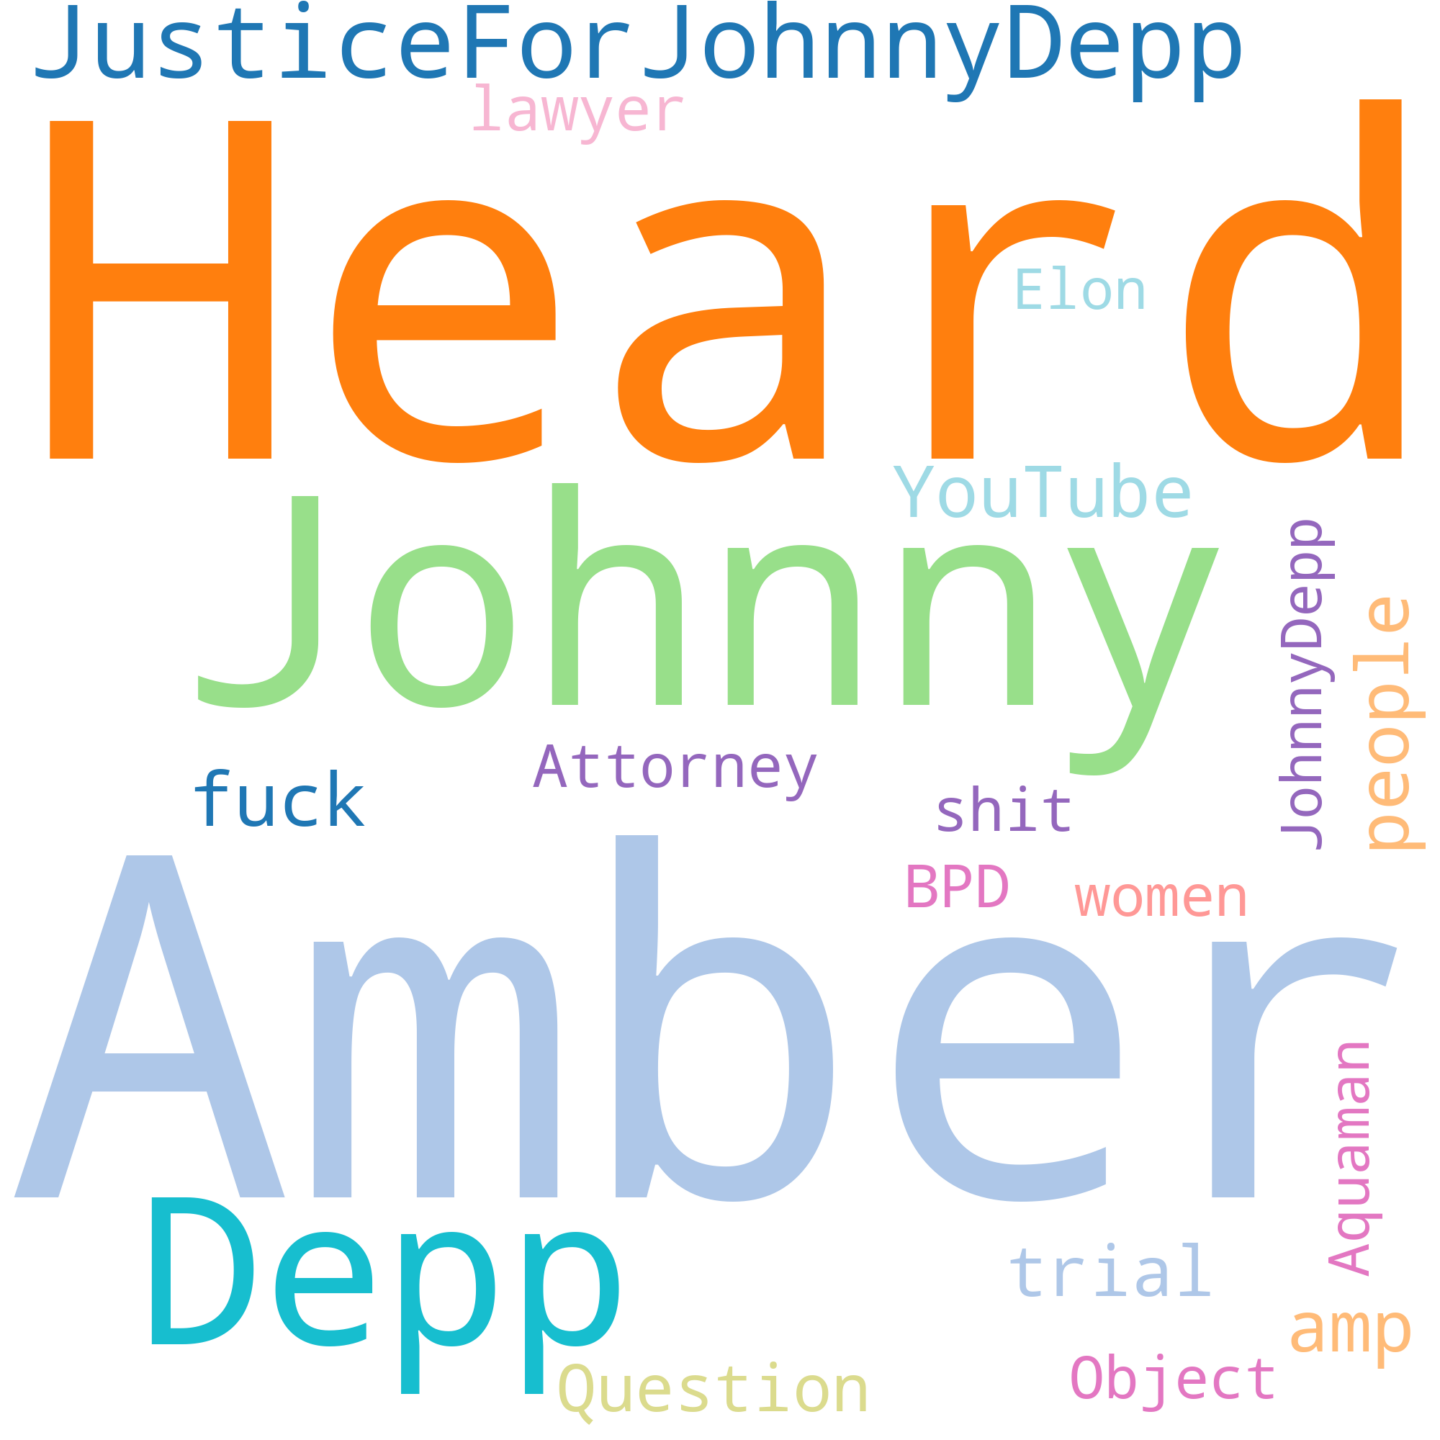 JusticeForJohnnyDepp
lawyer
Heard
Elon
YouTube
Johnny
JohnnyDepp
people
Attorney
fuck
shit
Amber
BPD
women
Aquaman
Depp
trial
amp
Question
Object